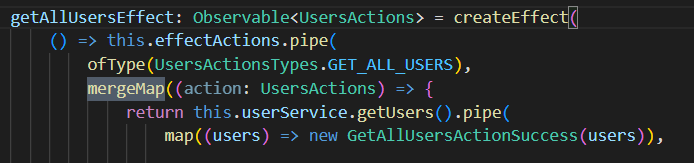 getAllUsersEffect: Observable<UsersActions> = createEffect(
() => this.effectActions.pipe(
ofType(UsersActionsTypes.GET_ALL_USERS),
mergeMap((action: UsersActions) => {
return this.userService.getUsers().pipe(
map((users) => new GetAllUsersActionSuccess(users)),